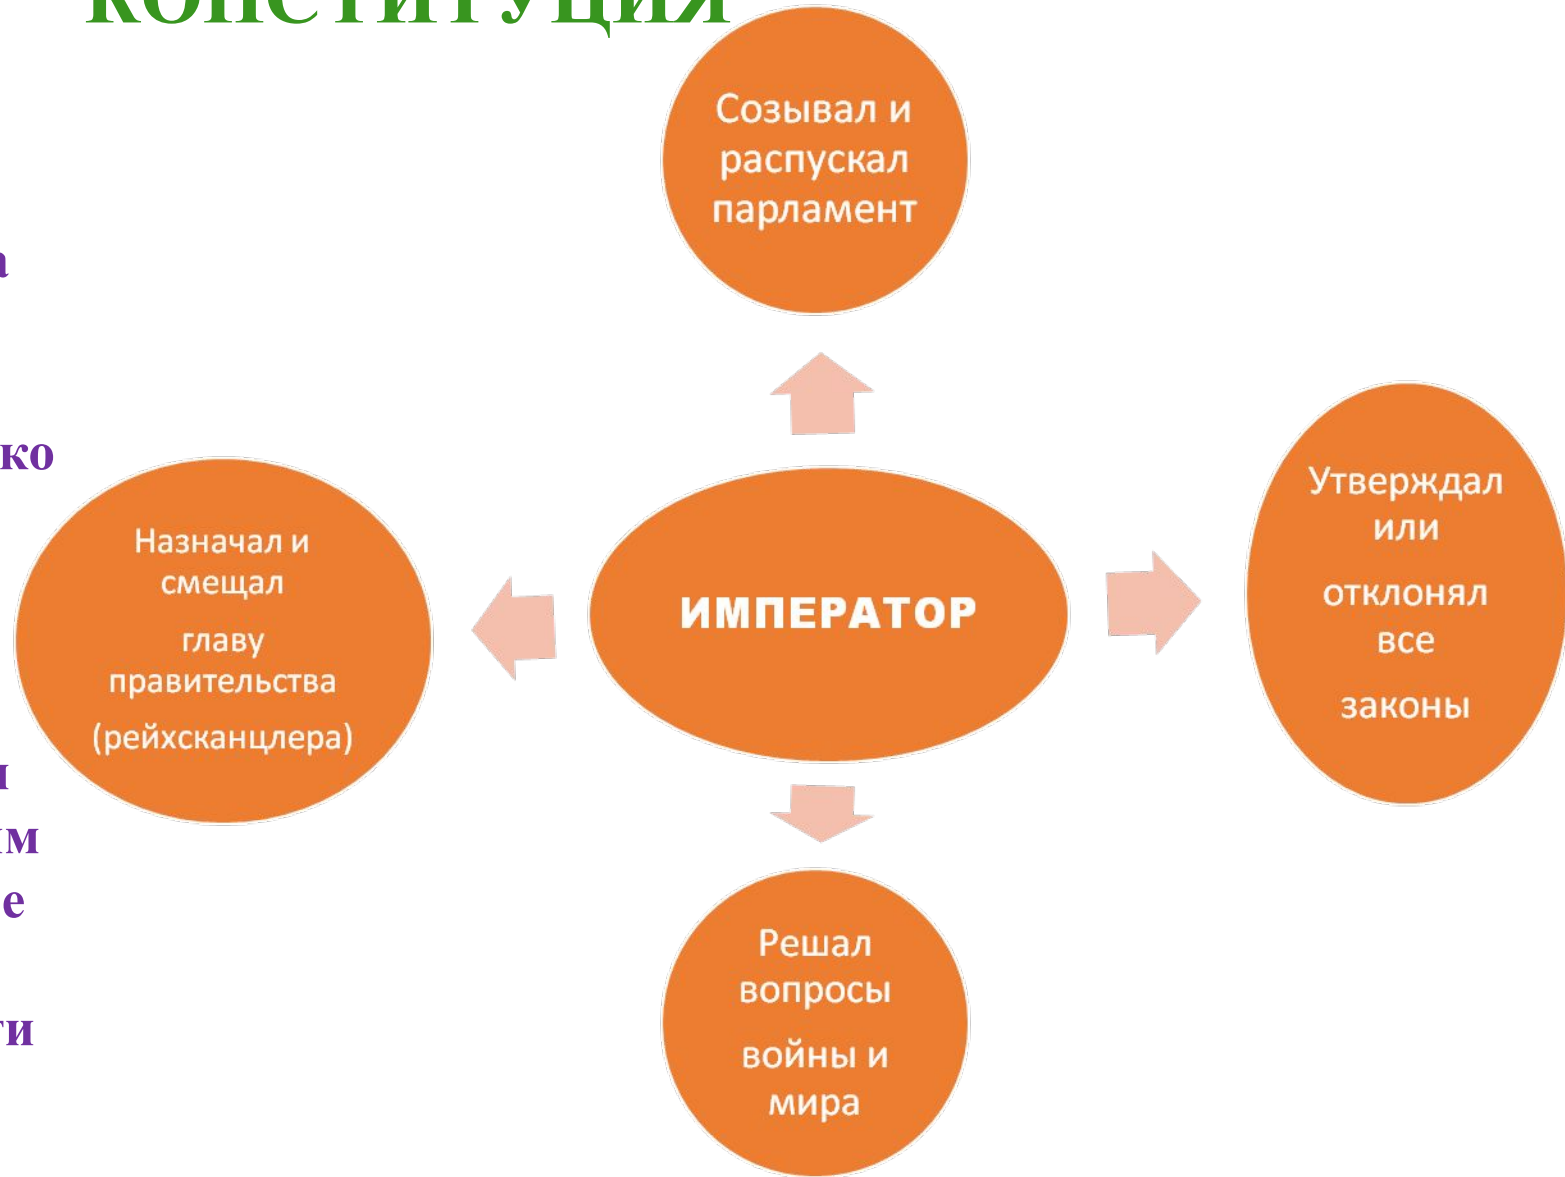 КОНСТИТУЦИЯ
Созывал и
распускал
парламент
Утверждал
или
отклонял
все
законы
ИМПЕРАТОР
Назначал и
смещал
главу
правительства
(рейхсканцлера)
Решал
вопросы
войны и
мира